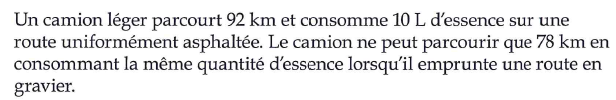 Un camion léger parcourt 92 km et consomme 10 L d'essence sur une
route uniformément asphaltée. Le camion ne peut parcourir que 78 km en
consommant la même quantité d'essence lorsqu'il emprunte une route en
gravier.